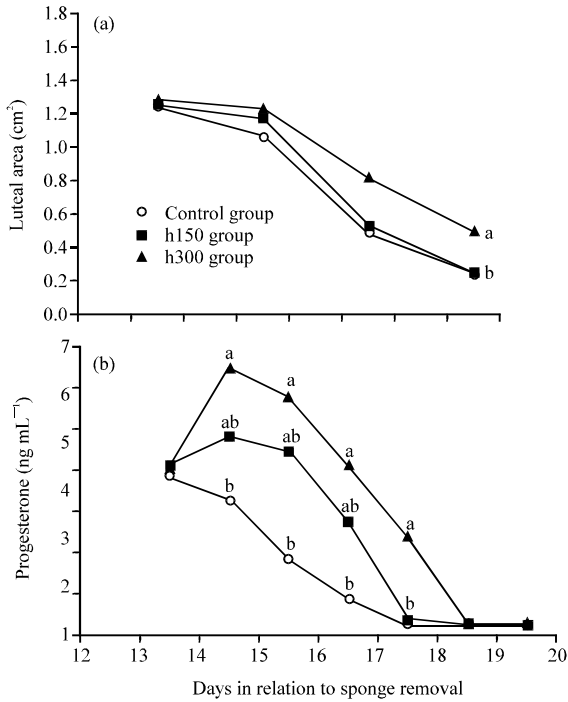 1.8
(a)
1.6
1.4
1.2
1.0
0.8
0.6
0.4
0.2
0.0
Luteal area (cm²)
Control group
h150 group
h300 group
a
b
7
(b)
6
5
4
3
2
1
Progesterone (ng mL⁻¹)
a
a
ab
ab
a
b
ab
a
b
b
b
12 13 14 15 16 17 18 19 20
Days in relation to sponge removal